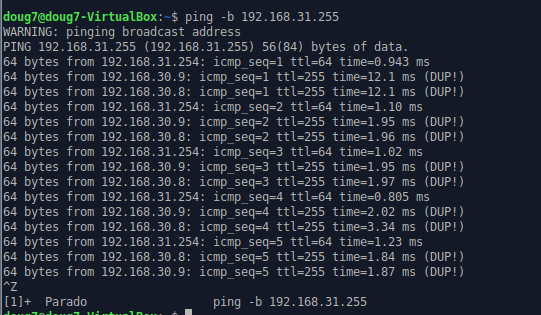 doug7@doug7-VirtualBox:~$ ping -b 192.168.31.255
WARNING: pinging broadcast address
PING 192.168.31.255 (192.168.31.255) 56(84) bytes of data.
64 bytes from 192.168.31.254: icmp_seq=1 ttl=64 time=0.943 ms
64 bytes from 192.168.30.9: icmp_seq=1 ttl=255 time=12.1 ms (DUP!)
64 bytes from 192.168.30.8: icmp_seq=1 ttl=255 time=12.1 ms (DUP!)
64 bytes from 192.168.31.254: icmp_seq=2 ttl=64 time=1.10 ms
64 bytes from 192.168.30.9: icmp_seq=2 ttl=255 time=1.95 ms (DUP!)
64 bytes from 192.168.30.8: icmp_seq=2 ttl=255 time=1.96 ms (DUP!)
64 bytes from 192.168.31.254: icmp_seq=3 ttl=64 time=1.02 ms
64 bytes from 192.168.30.9: icmp_seq=3 ttl=255 time=1.95 ms (DUP!)
64 bytes from 192.168.30.8: icmp_seq=3 ttl=255 time=1.97 ms (DUP!)
64 bytes from 192.168.31.254: icmp_seq=4 ttl=64 time=0.805 ms
64 bytes from 192.168.30.9: icmp_seq=4 ttl=255 time=2.02 ms (DUP!)
64 bytes from 192.168.30.8: icmp_seq=4 ttl=255 time=3.34 ms (DUP!)
64 bytes from 192.168.31.254: icmp_seq=5 ttl=64 time=1.23 ms
64 bytes from 192.168.30.8: icmp_seq=5 ttl=255 time=1.84 ms (DUP!)
64 bytes from 192.168.30.9: icmp_seq=5 ttl=255 time=1.87 ms (DUP!)
^Z
[1]+  Parado                  ping -b 192.168.31.255
doug7@doug7-VirtualBox:~$